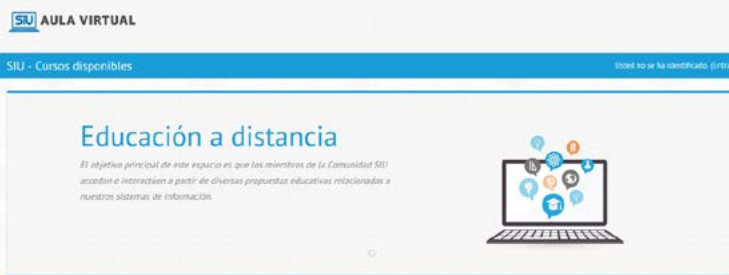 SIU AULA VIRTUAL
SIU - Cursos disponibles
Usted no se ha identificado. (Entra
Educación a distancia
El objetivo principal de este espacio es que los miembros de la Comunidad SIU
accedan e interactúen a partir de diversas propuestas educativas relacionadas a
nuestros sistemas de información.